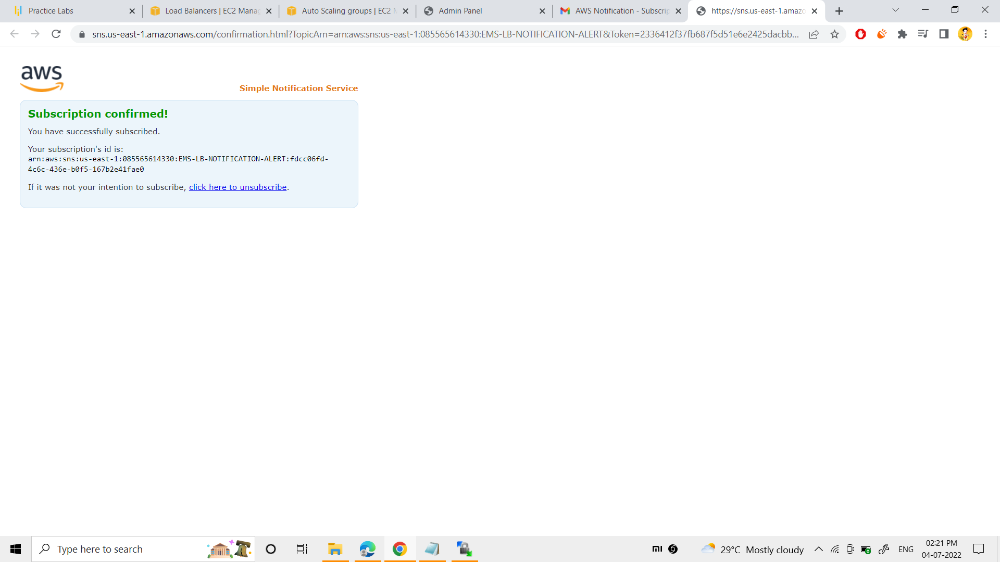 Practice Labs
Load Balancers | EC2 Manag
Auto Scaling groups | EC2 M
Admin Panel
AWS Notification - Subscrip
https://sns.us-east-1.amazo
sns.us-east-1.amazonaws.com/confirmation.html?TopicArn=arn:aws:sns:us-east-1:085565614330:EMS-LB-NOTIFICATION-ALERT&Token=2336412f37fb687f5d51e6e2425dacbb...
aws
Simple Notification Service
Subscription confirmed!
You have successfully subscribed.
Your subscription's id is:
arn:aws:sns:us-east-1:085565614330:EMS-LB-NOTIFICATION-ALERT:fdcc06fd-
4c6c-436e-b0f5-167b2e41fae0
If it was not your intention to subscribe, click here to unsubscribe.
Type here to search
mi
29°C Mostly cloudy
ENG
02:21 PM
04-07-2022